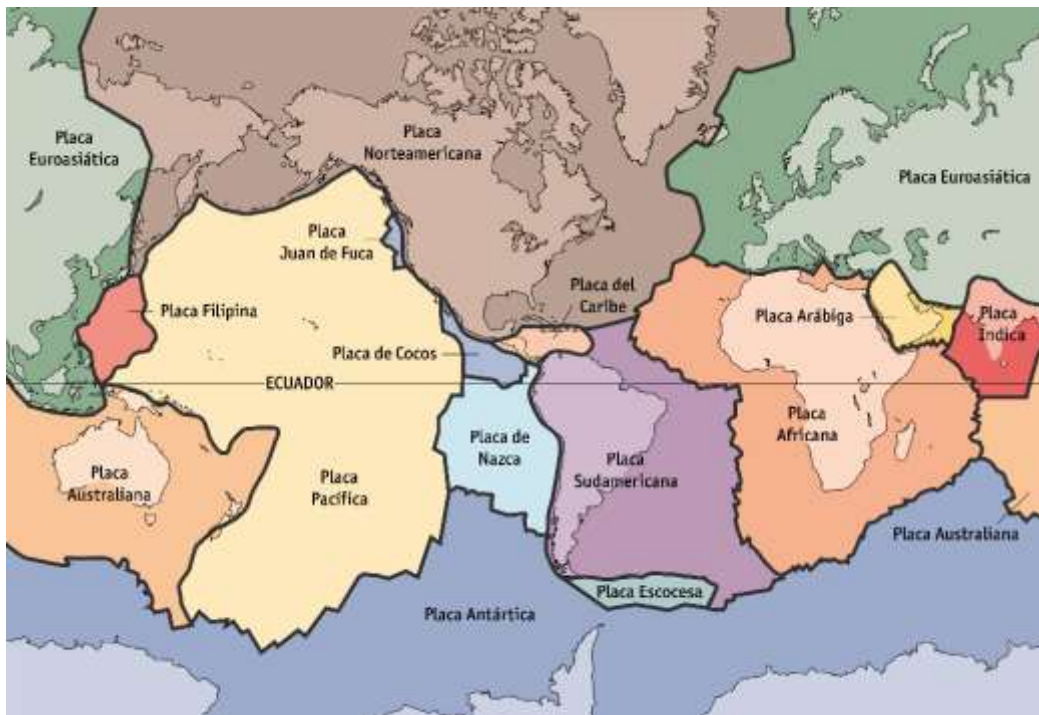 Placa
Euroasiática
Placa
Norteamericana
Placa Euroasiática
Placa
Juan de Fuca
Placa Filipina
Placa del
Caribe
Placa Arábiga
Placa
Índica
Placa de Cocos
ECUADOR
Placa
Australiana
Placa
Pacífica
Placa de
Nazca
Placa
Sudamericana
Placa
Africana
Placa Australiana
Placa Escocesa
Placa Antártica